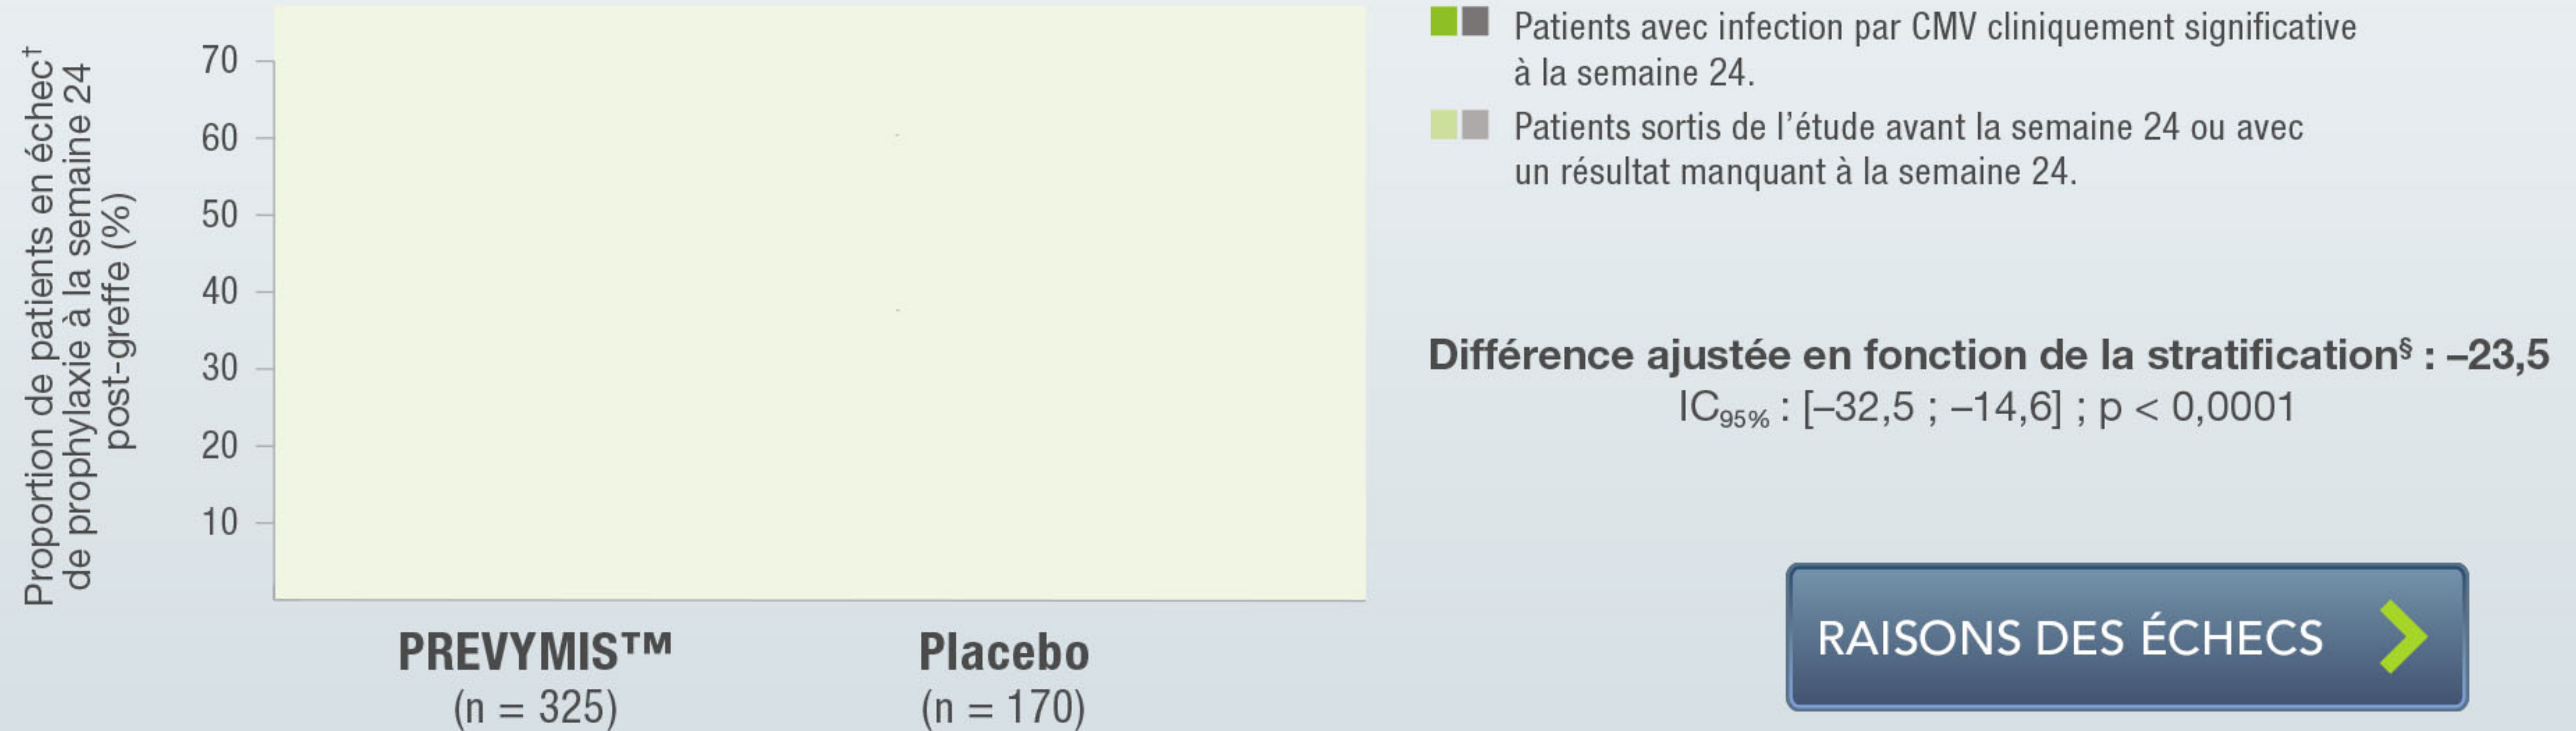 Proportion de patients en échec†
de prophylaxie à la semaine 24
post-greffe (%)
70
60
50
40
30
20
10
PREVYMIS™
(n = 325)
Placebo
(n = 170)
Patients avec infection par CMV cliniquement significative
à la semaine 24.
Patients sortis de l’étude avant la semaine 24 ou avec
un résultat manquant à la semaine 24.
Différence ajustée en fonction de la stratification§ : –23,5
IC95% : [–32,5 ; –14,6] ; p < 0,0001
RAISONS DES ÉCHECS